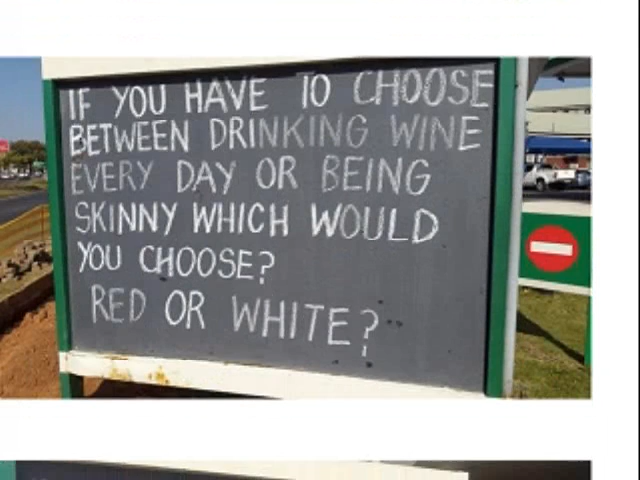 IF YOU HAVE TO CHOOSE
BETWEEN DRINKING WINE
EVERY DAY OR BEING
SKINNY WHICH WOULD
YOU CHOOSE?
RED OR WHITE?